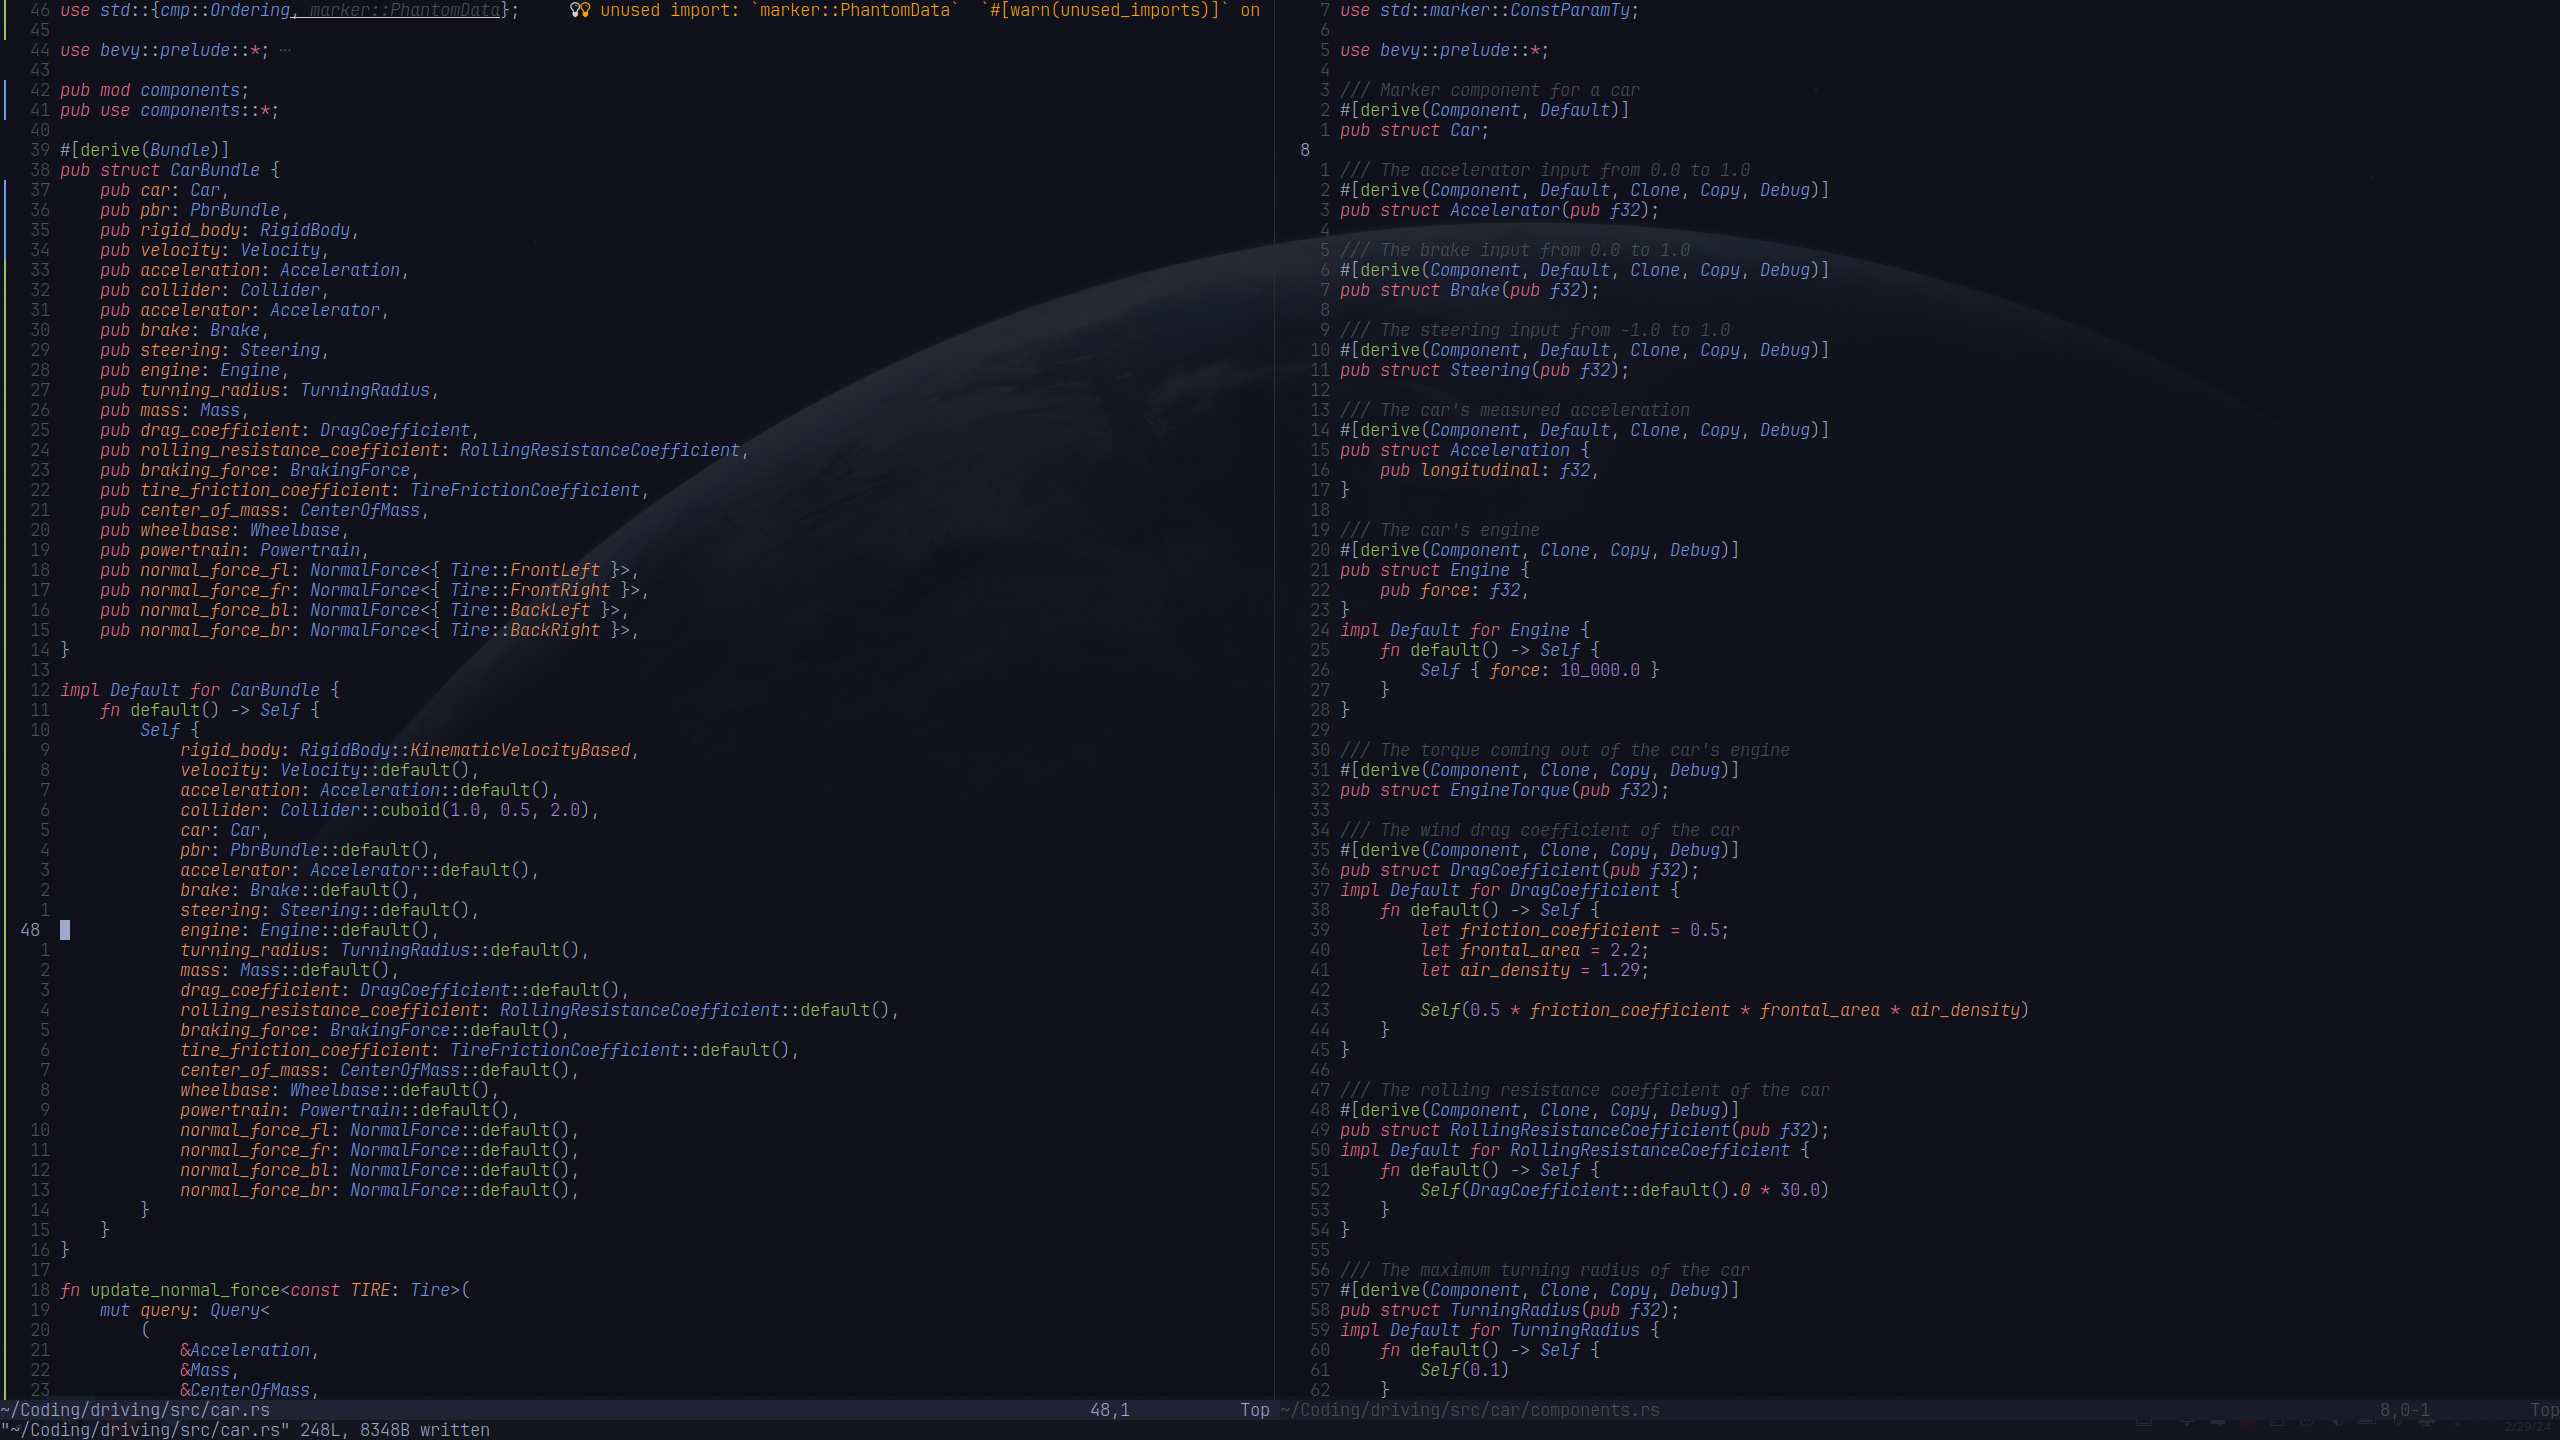 46 use std::{cmp::Ordering, marker::PhantomData};     unused import: `marker::PhantomData`  `#[warn(unused_imports)]` on
45
44 use bevy::prelude::*; ⋯
43
42 pub mod components;
41 pub use components::*;
40
39 #[derive(Bundle)]
38 pub struct CarBundle {
37     pub car: Car,
36     pub pbr: PbrBundle,
35     pub rigid_body: RigidBody,
34     pub velocity: Velocity,
33     pub acceleration: Acceleration,
32     pub collider: Collider,
31     pub accelerator: Accelerator,
30     pub brake: Brake,
29     pub steering: Steering,
28     pub engine: Engine,
27     pub turning_radius: TurningRadius,
26     pub mass: Mass,
25     pub drag_coefficient: DragCoefficient,
24     pub rolling_resistance_coefficient: RollingResistanceCoefficient,
23     pub braking_force: BrakingForce,
22     pub tire_friction_coefficient: TireFrictionCoefficient,
21     pub center_of_mass: CenterOfMass,
20     pub wheelbase: Wheelbase,
19     pub powertrain: Powertrain,
18     pub normal_force_fl: NormalForce<{ Tire::FrontLeft }>,
17     pub normal_force_fr: NormalForce<{ Tire::FrontRight }>,
16     pub normal_force_bl: NormalForce<{ Tire::BackLeft }>,
15     pub normal_force_br: NormalForce<{ Tire::BackRight }>,
14 }
13
12 impl Default for CarBundle {
11     fn default() -> Self {
10         Self {
9             rigid_body: RigidBody::KinematicVelocityBased,
8             velocity: Velocity::default(),
7             acceleration: Acceleration::default(),
6             collider: Collider::cuboid(1.0, 0.5, 2.0),
5             car: Car,
4             pbr: PbrBundle::default(),
3             accelerator: Accelerator::default(),
2             brake: Brake::default(),
1             steering: Steering::default(),
48             engine: Engine::default(),
1             turning_radius: TurningRadius::default(),
2             mass: Mass::default(),
3             drag_coefficient: DragCoefficient::default(),
4             rolling_resistance_coefficient: RollingResistanceCoefficient::default(),
5             braking_force: BrakingForce::default(),
6             tire_friction_coefficient: TireFrictionCoefficient::default(),
7             center_of_mass: CenterOfMass::default(),
8             wheelbase: Wheelbase::default(),
9             powertrain: Powertrain::default(),
10             normal_force_fl: NormalForce::default(),
11             normal_force_fr: NormalForce::default(),
12             normal_force_bl: NormalForce::default(),
13             normal_force_br: NormalForce::default(),
14         }
15     }
16 }
17
18 fn update_normal_force<const TIRE: Tire>(
19     mut query: Query<
20         (
21             &Acceleration,
22             &Mass,
23             &CenterOfMass,
~/Coding/driving/src/car.rs 48,1 Top
"~/Coding/driving/src/car.rs" 248L, 8348B written
7 use std::marker::ConstParamTy;
6
5 use bevy::prelude::*;
4
3 /// Marker component for a car
2 #[derive(Component, Default)]
1 pub struct Car;
8
1 /// The accelerator input from 0.0 to 1.0
2 #[derive(Component, Default, Clone, Copy, Debug)]
3 pub struct Accelerator(pub f32);
4
5 /// The brake input from 0.0 to 1.0
6 #[derive(Component, Default, Clone, Copy, Debug)]
7 pub struct Brake(pub f32);
8
9 /// The steering input from -1.0 to 1.0
10 #[derive(Component, Default, Clone, Copy, Debug)]
11 pub struct Steering(pub f32);
12
13 /// The car's measured acceleration
14 #[derive(Component, Default, Clone, Copy, Debug)]
15 pub struct Acceleration {
16     pub longitudinal: f32,
17 }
18
19 /// The car's engine
20 #[derive(Component, Clone, Copy, Debug)]
21 pub struct Engine {
22     pub force: f32,
23 }
24 impl Default for Engine {
25     fn default() -> Self {
26         Self { force: 10_000.0 }
27     }
28 }
29
30 /// The torque coming out of the car's engine
31 #[derive(Component, Clone, Copy, Debug)]
32 pub struct EngineTorque(pub f32);
33
34 /// The wind drag coefficient of the car
35 #[derive(Component, Clone, Copy, Debug)]
36 pub struct DragCoefficient(pub f32);
37 impl Default for DragCoefficient {
38     fn default() -> Self {
39         let friction_coefficient = 0.5;
40         let frontal_area = 2.2;
41         let air_density = 1.29;
42
43         Self(0.5 * friction_coefficient * frontal_area * air_density)
44     }
45 }
46
47 /// The rolling resistance coefficient of the car
48 #[derive(Component, Clone, Copy, Debug)]
49 pub struct RollingResistanceCoefficient(pub f32);
50 impl Default for RollingResistanceCoefficient {
51     fn default() -> Self {
52         Self(DragCoefficient::default().0 * 30.0)
53     }
54 }
55
56 /// The maximum turning radius of the car
57 #[derive(Component, Clone, Copy, Debug)]
58 pub struct TurningRadius(pub f32);
59 impl Default for TurningRadius {
60     fn default() -> Self {
61         Self(0.1)
62     }
~/Coding/driving/src/car/components.rs 8,0-1 Top
2/29/24